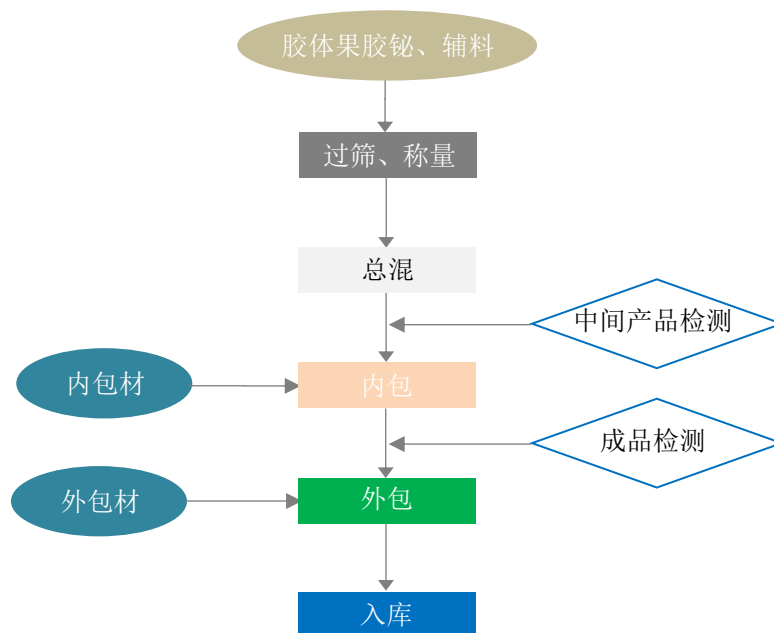 胶体果胶铋、辅料
过筛、称量
总混
中间产品检测
内包材
内包
成品检测
外包材
外包
入库